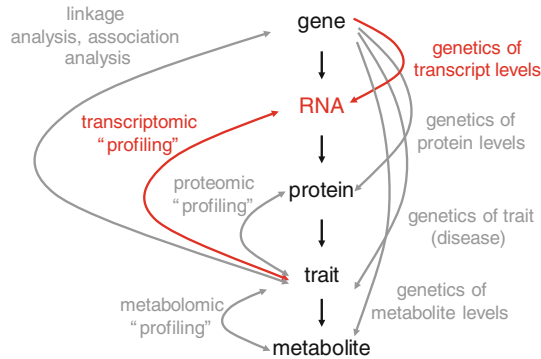 linkage
analysis, association
analysis
gene
genetics of
transcript levels
RNA
transcriptomic
“profiling”
genetics of
protein levels
proteomic
“profiling”
protein
genetics of trait
(disease)
trait
genetics of
metabolite levels
metabolomic
“profiling”
metabolite